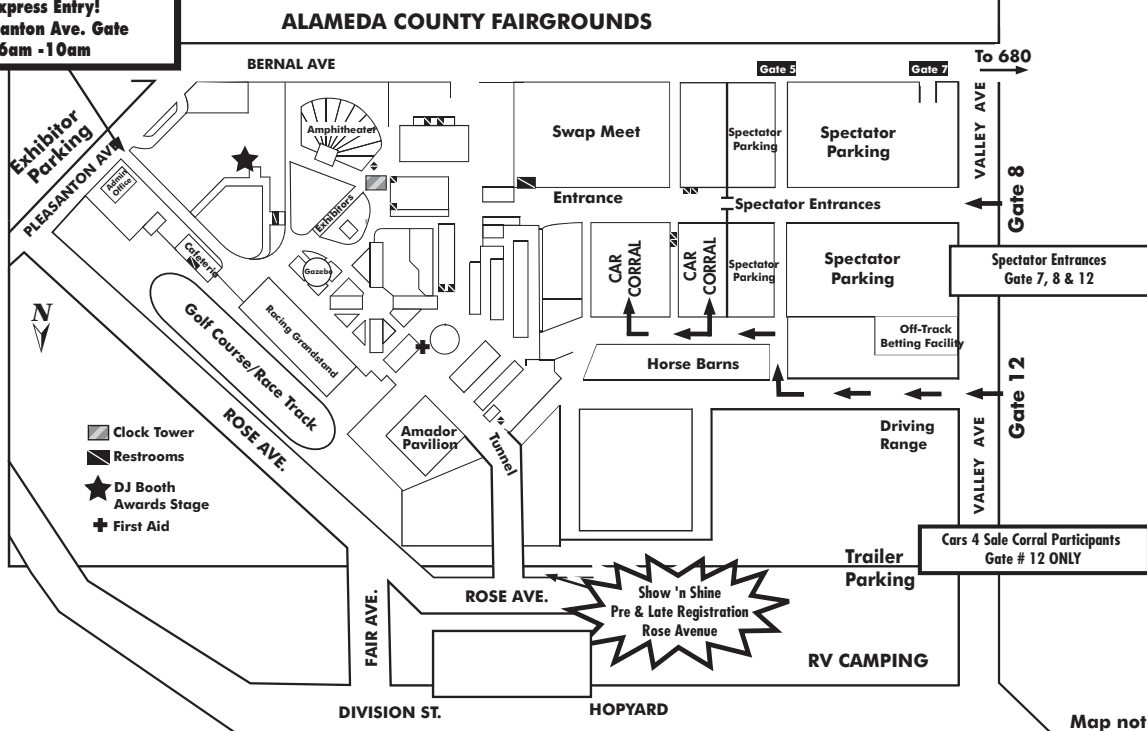 xpress Entry!
anton Ave. Gate
6am -10am
ALAMEDA COUNTY FAIRGROUNDS
BERNAL AVE
To 680
Gate 5
Gate 7
VALLEY AVE
Exhibitor
Parking
PLEASANTON AVE
Admin
Office
Amphitheater
Swap Meet
Spectator
Parking
Spectator
Parking
Entrance
Spectator Entrances
Gate 8
Exhibitors
Cafeteria
Gazebo
CAR
CORRAL
CAR
CORRAL
Spectator
Parking
Spectator
Parking
Spectator Entrances
Gate 7, 8 & 12
N
Golf Course/Race Track
Racing Grandstand
Off-Track
Betting Facility
Horse Barns
Gate 12
ROSE AVE.
Amador
Pavilion
Tunnel
Driving
Range
VALLEY AVE
Clock Tower
Restrooms
DJ Booth
Awards Stage
First Aid
Cars 4 Sale Corral Participants
Gate # 12 ONLY
Trailer
Parking
ROSE AVE.
Show 'n Shine
Pre & Late Registration
Rose Avenue
FAIR AVE.
RV CAMPING
DIVISION ST.
HOPYARD
Map not